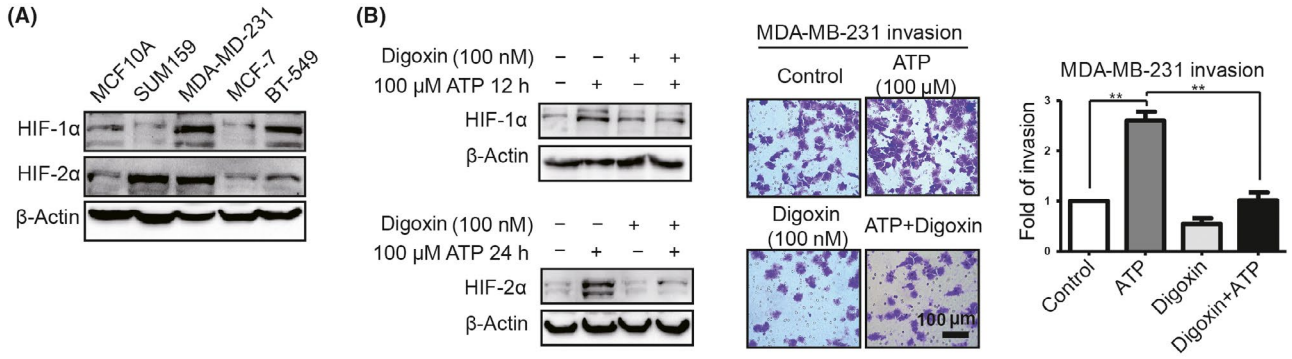 (A)
MCF10A
SUM159
MDA-MD-231
MCF-7
BT-549
HIF-1α
HIF-2α
β-Actin
(B)
Digoxin (100 nM) – – + +
100 μM ATP 12 h – + – +
HIF-1α
β-Actin
Digoxin (100 nM) – – + +
100 μM ATP 24 h – + – +
HIF-2α
β-Actin
MDA-MB-231 invasion
Control
ATP
(100 μM)
Digoxin
(100 nM)
ATP+Digoxin
100 μm
MDA-MB-231 invasion
** **
Fold of invasion
3
2
1
0
Control
ATP
Digoxin
Digoxin+ATP